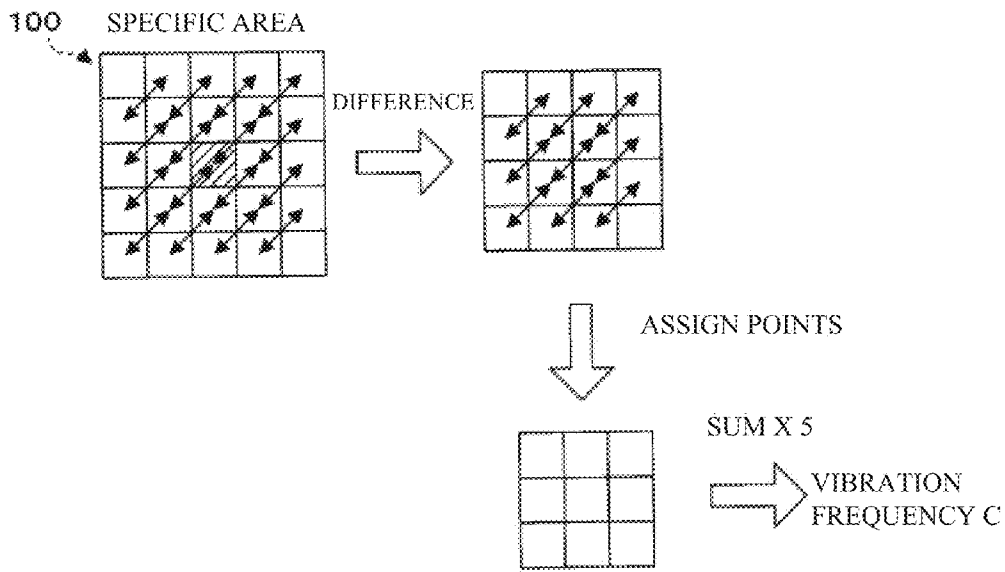 100
SPECIFIC AREA
DIFFERENCE
ASSIGN POINTS
SUM X 5
VIBRATION
FREQUENCY C